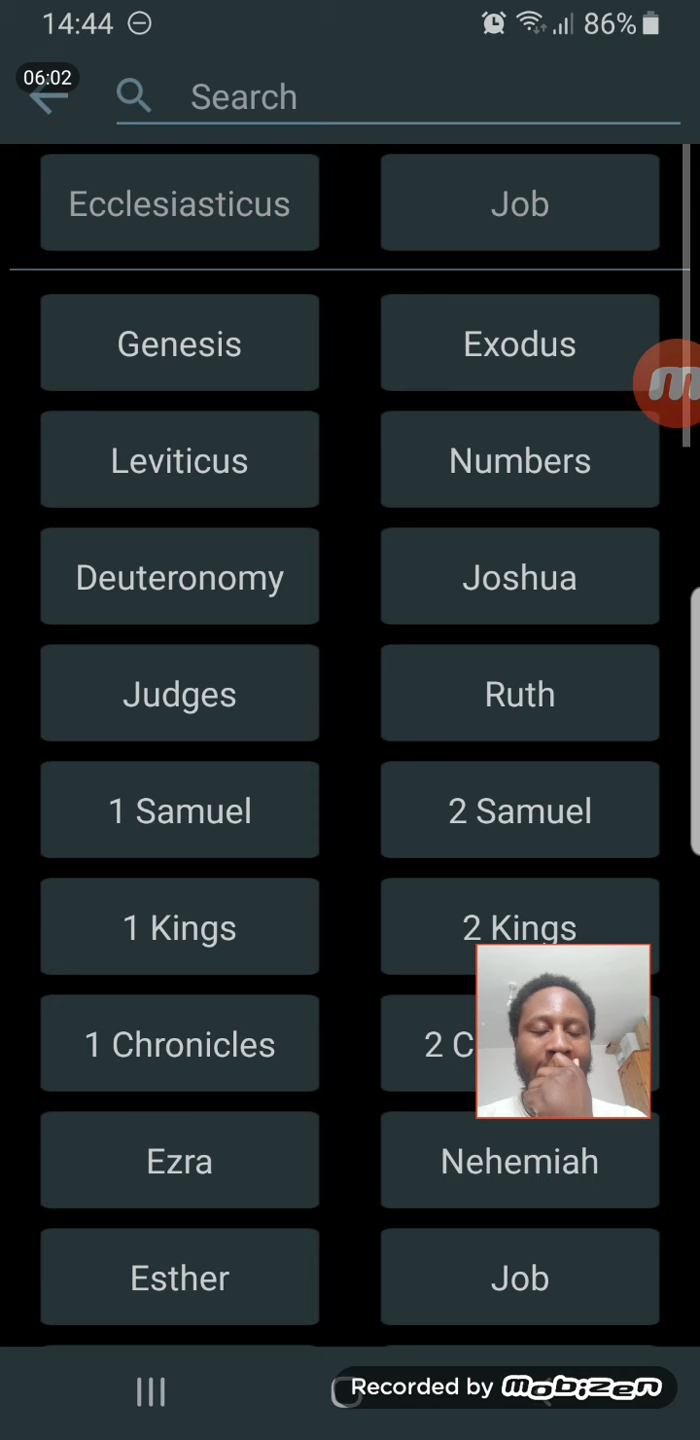 14:44 86%
06:02
Search
Ecclesiasticus Job
Genesis Exodus
Leviticus Numbers
Deuteronomy Joshua
Judges Ruth
1 Samuel 2 Samuel
1 Kings 2 Kings
1 Chronicles 2 C
Ezra Nehemiah
Esther Job
Recorded by mobizen